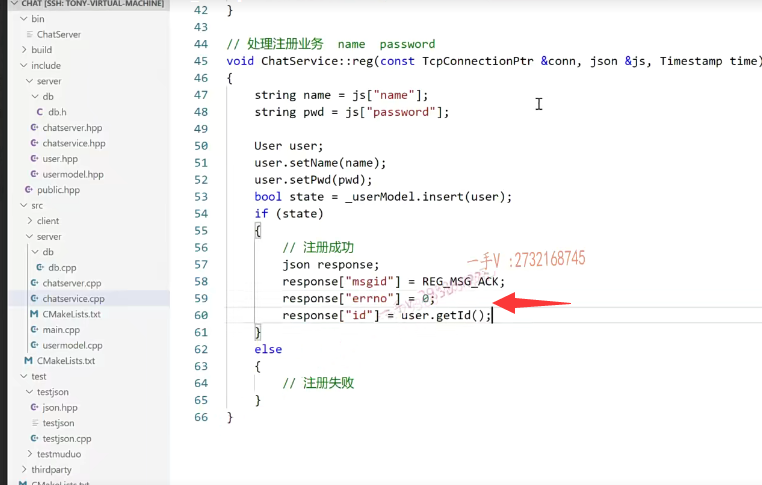 CHAT [SSH: TONY-VIRTUAL-MACHINE]
bin
ChatServer
build
include
server
db
db.h
chatserver.hpp
chatservice.hpp
user.hpp
usermodel.hpp
public.hpp
src
client
server
db
db.cpp
chatserver.cpp
chatservice.cpp
CMakeLists.txt
main.cpp
usermodel.cpp
CMakeLists.txt
test
testjson
json.hpp
testjson
testjson.cpp
testmuduo
thirdparty
CMakeLists.txt
42 }
43
44 // 处理注册业务 name password
45 void ChatService::reg(const TcpConnectionPtr &conn, json &js, Timestamp time)
46 {
47 string name = js["name"];
48 string pwd = js["password"];
49
50 User user;
51 user.setName(name);
52 user.setPwd(pwd);
53 bool state = _userModel.insert(user);
54 if (state)
55 {
56 // 注册成功
57 json response;
58 response["msgid"] = REG_MSG_ACK;
59 response["errno"] = 0;
60 response["id"] = user.getId();
61 }
62 else
63 {
64 // 注册失败
65 }
66 }
一手V :2732168745